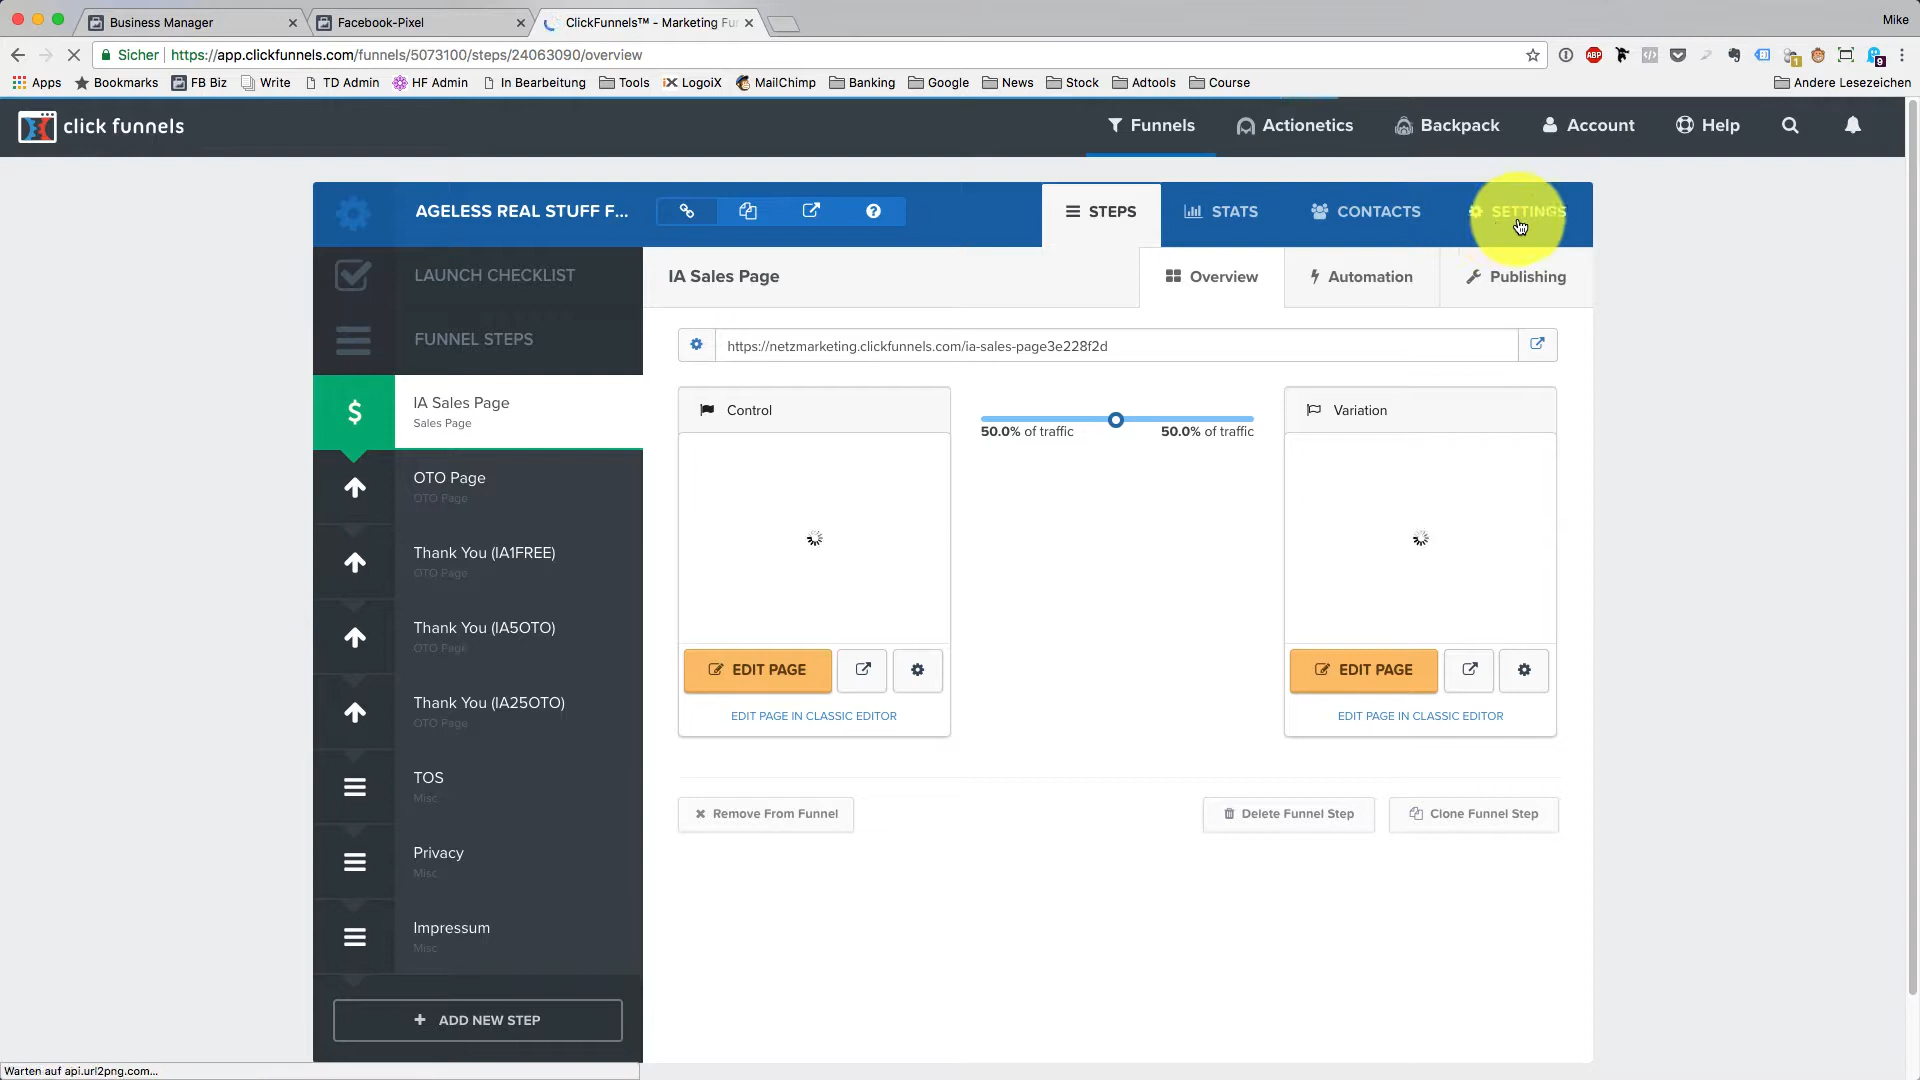 Business Manager
Facebook-Pixel
ClickFunnels™ - Marketing Fu
Mike
Sicher
https://app.clickfunnels.com/funnels/5073100/steps/24063090/overview
Apps
Bookmarks
FB Biz
Write
TD Admin
HF Admin
In Bearbeitung
Tools
LogoiX
MailChimp
Banking
Google
News
Stock
Adtools
Course
Andere Lesezeichen
click funnels
Funnels
Actionetics
Backpack
Account
Help
AGELESS REAL STUFF F...
STEPS
STATS
CONTACTS
SETTINGS
LAUNCH CHECKLIST
IA Sales Page
Overview
Automation
Publishing
FUNNEL STEPS
https://netzmarketing.clickfunnels.com/ia-sales-page3e228f2d
IA Sales Page
Sales Page
Control
50.0% of traffic
50.0% of traffic
Variation
OTO Page
OTO Page
Thank You (IA1FREE)
OTO Page
Thank You (IA5OTO)
OTO Page
Thank You (IA25OTO)
OTO Page
EDIT PAGE
EDIT PAGE IN CLASSIC EDITOR
EDIT PAGE
EDIT PAGE IN CLASSIC EDITOR
TOS
Misc
Remove From Funnel
Delete Funnel Step
Clone Funnel Step
Privacy
Misc
Impressum
Misc
ADD NEW STEP
Warten auf api.url2png.com...
1
9